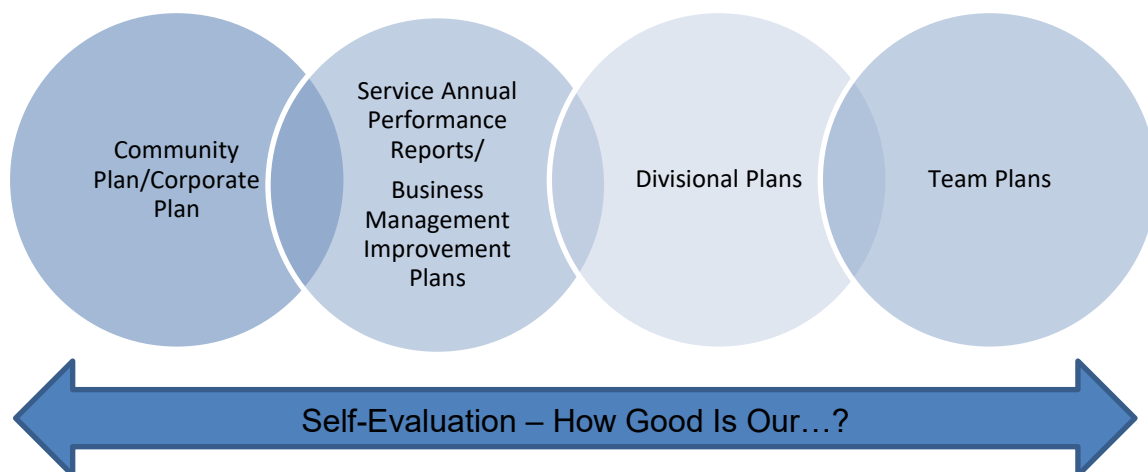 Community
Plan/Corporate
Plan
Service Annual
Performance
Reports/
Business
Management
Improvement
Plans
Divisional Plans
Team Plans
Self-Evaluation – How Good Is Our…?